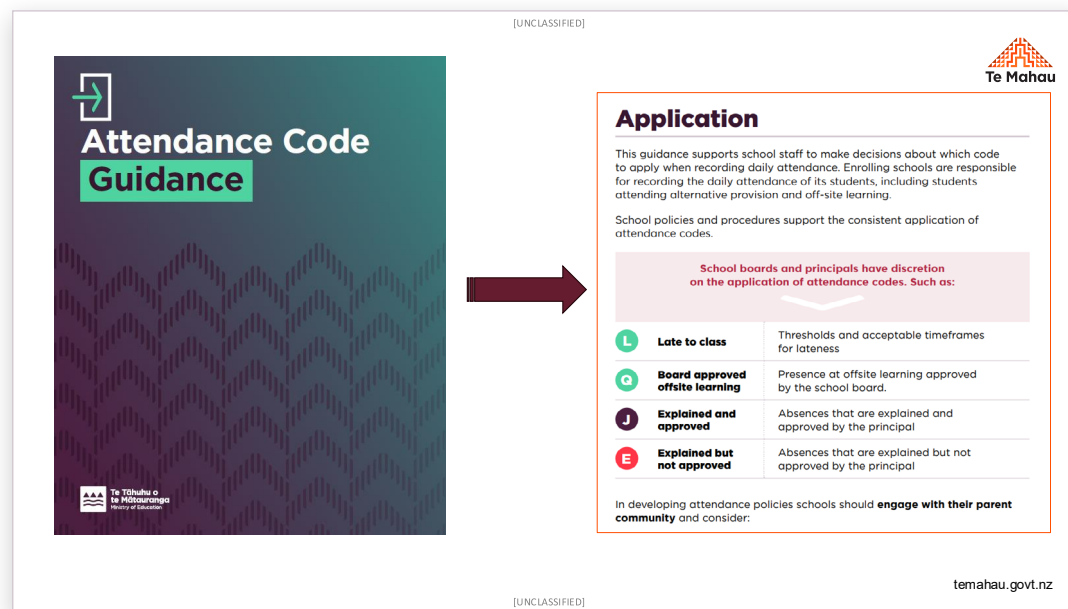 [UNCLASSIFIED]
Attendance Code
Guidance
Te Tāhuhu o
te Mātauranga
Ministry of Education
Te Mahau
Application
This guidance supports school staff to make decisions about which code
to apply when recording daily attendance. Enrolling schools are responsible
for recording the daily attendance of its students, including students
attending alternative provision and off-site learning.
School policies and procedures support the consistent application of
attendance codes.
School boards and principals have discretion
on the application of attendance codes. Such as:
L Late to class Thresholds and acceptable timeframes
for lateness
Q Board approved Presence at offsite learning approved
offsite learning by the school board.
J Explained and Absences that are explained and
approved approved by the principal
E Explained but Absences that are explained but not
not approved approved by the principal
In developing attendance policies schools should engage with their parent
community and consider:
temahau.govt.nz
[UNCLASSIFIED]